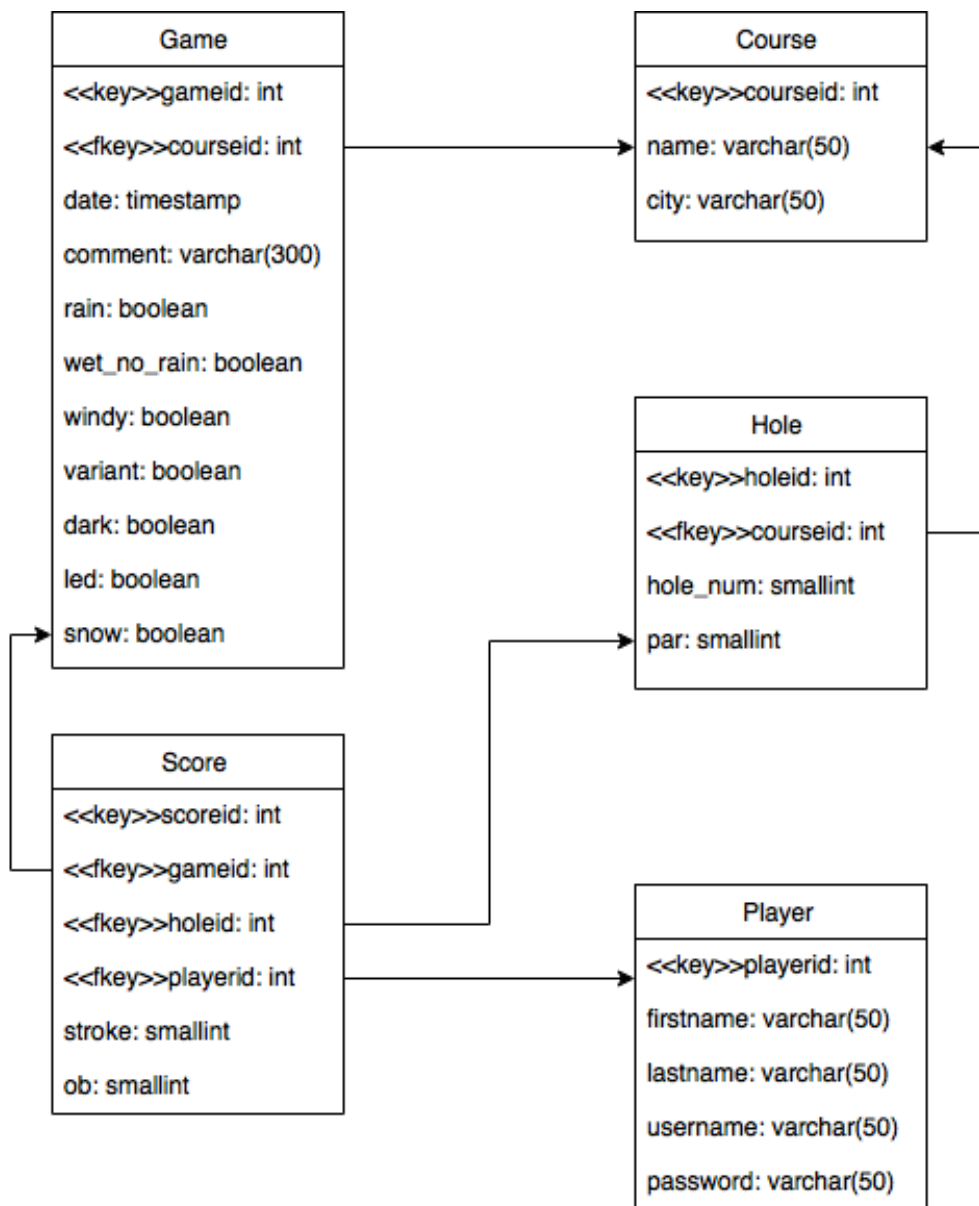 Game
<<key>>gameid: int
<<fkey>>courseid: int
date: timestamp
comment: varchar(300)
rain: boolean
wet_no_rain: boolean
windy: boolean
variant: boolean
dark: boolean
led: boolean
snow: boolean
Course
<<key>>courseid: int
name: varchar(50)
city: varchar(50)
Hole
<<key>>holeid: int
<<fkey>>courseid: int
hole_num: smallint
par: smallint
Score
<<key>>scoreid: int
<<fkey>>gameid: int
<<fkey>>holeid: int
<<fkey>>playerid: int
stroke: smallint
ob: smallint
Player
<<key>>playerid: int
firstname: varchar(50)
lastname: varchar(50)
username: varchar(50)
password: varchar(50)